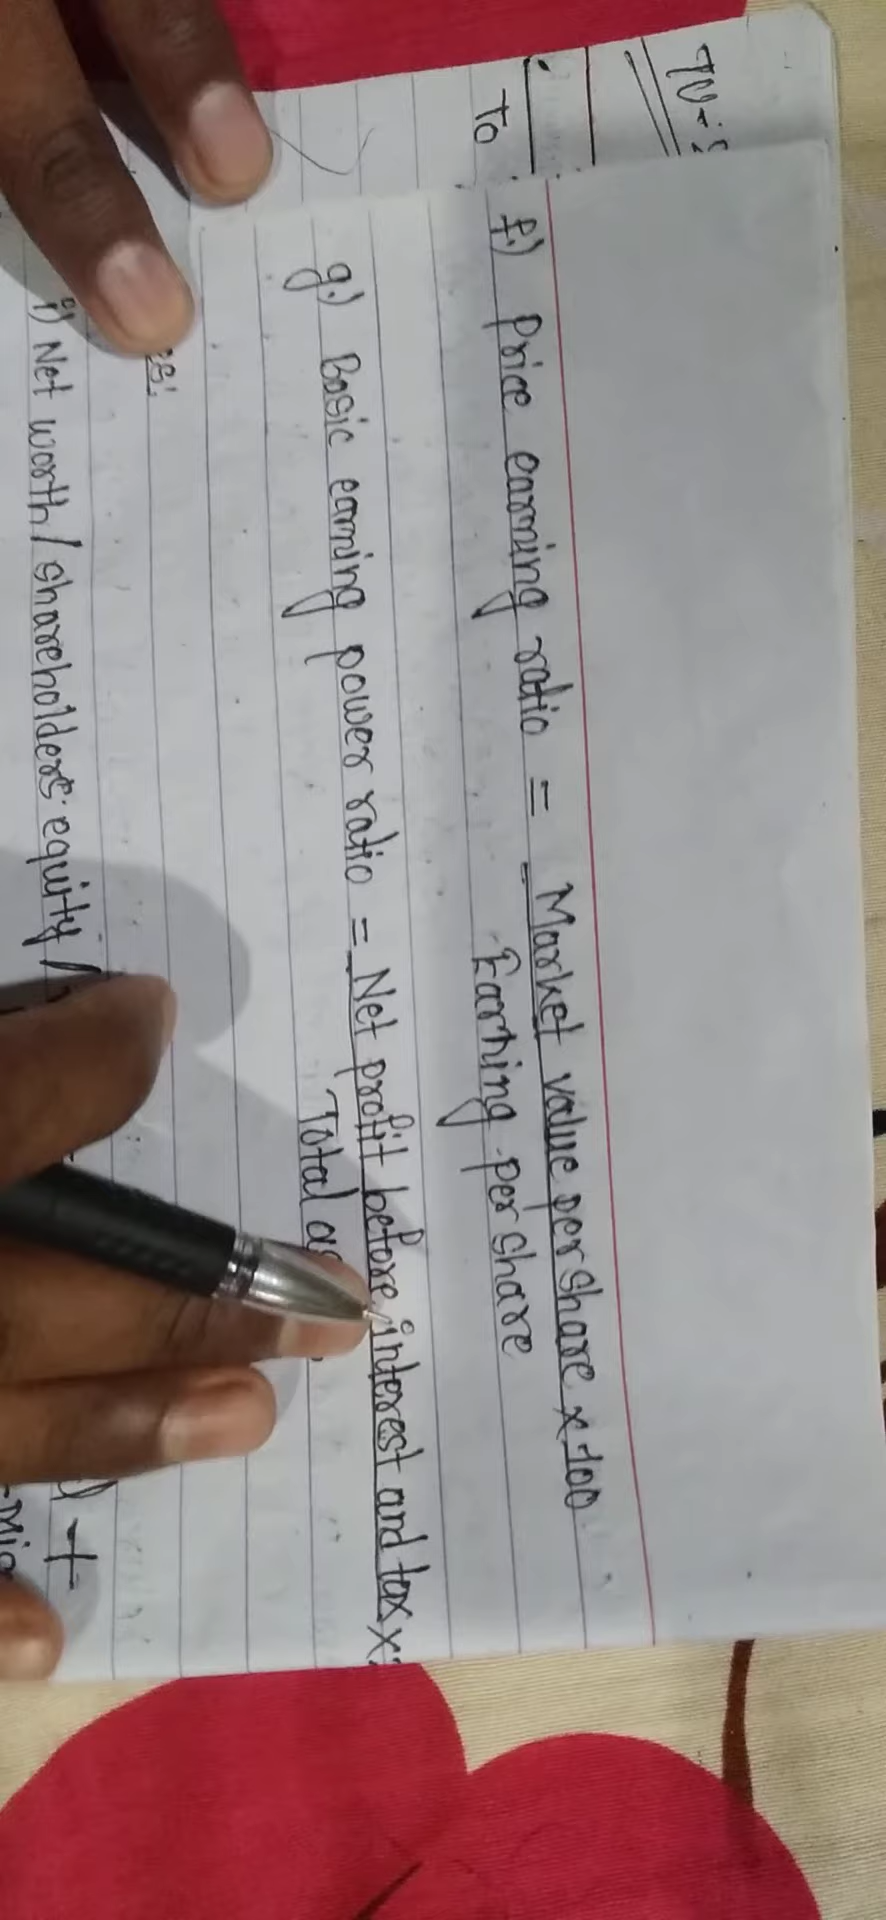 To
f.) Price earning ratio = Market value per share x 100
Earning per share
g.) Basic earning power ratio = Net profit before interest and tax x
Total
i) Net worth / shareholders equity /